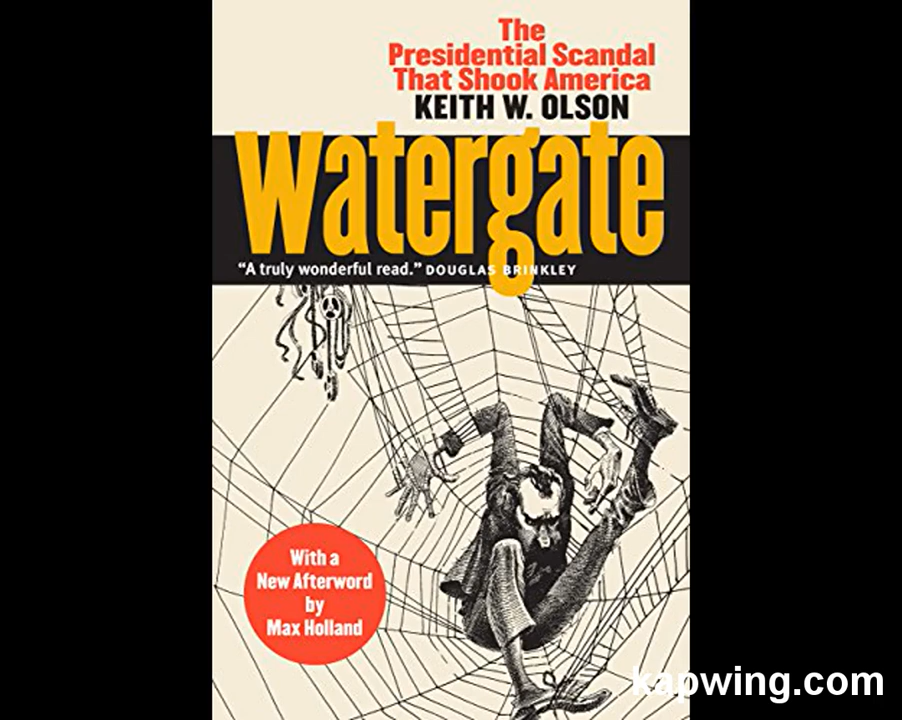 The
Presidential Scandal
That Shook America
KEITH W. OLSON
Watergate
“A truly wonderful read.” DOUGLAS BRINKLEY
With a
New Afterword
by
Max Holland
kapwing.com